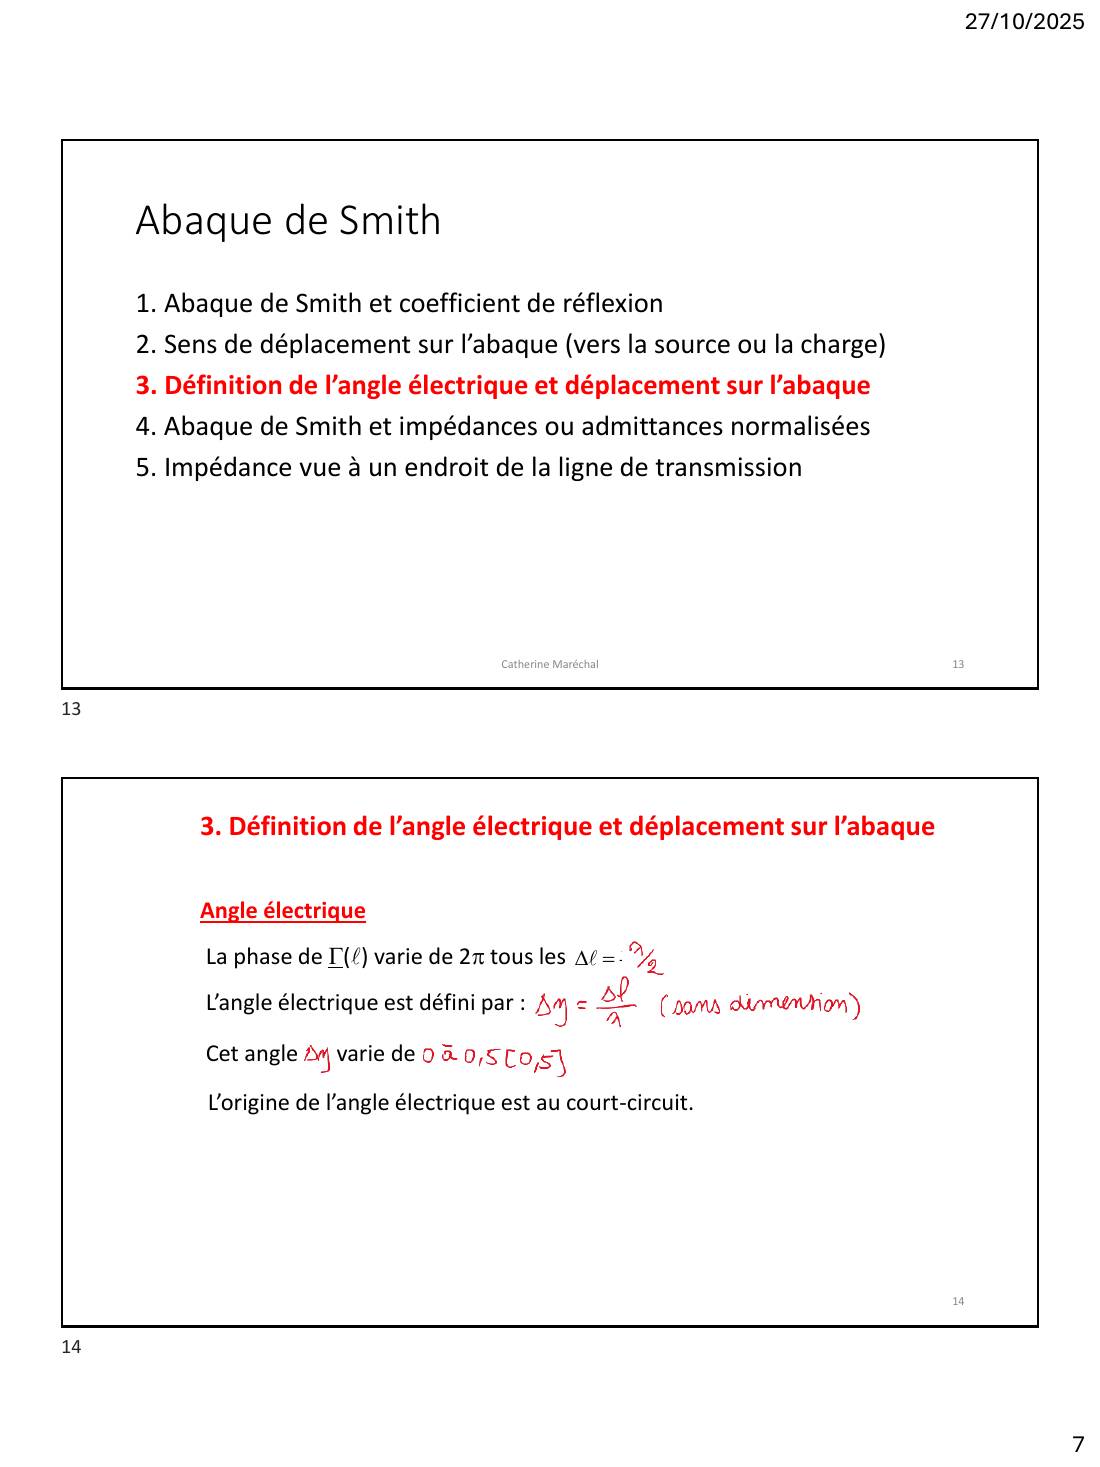 27/10/2025
Abaque de Smith
1. Abaque de Smith et coefficient de réflexion
2. Sens de déplacement sur l’abaque (vers la source ou la charge)
3. Définition de l’angle électrique et déplacement sur l’abaque
4. Abaque de Smith et impédances ou admittances normalisées
5. Impédance vue à un endroit de la ligne de transmission
Catherine Maréchal
13
13
3. Définition de l’angle électrique et déplacement sur l’abaque
Angle électrique
La phase de Γ(ℓ) varie de 2π tous les Δℓ = λ/2
L’angle électrique est défini par : Δη = Δl/λ (sans dimension)
Cet angle Δη varie de 0 à 0,5 [0,5]
L’origine de l’angle électrique est au court-circuit.
14
14
7